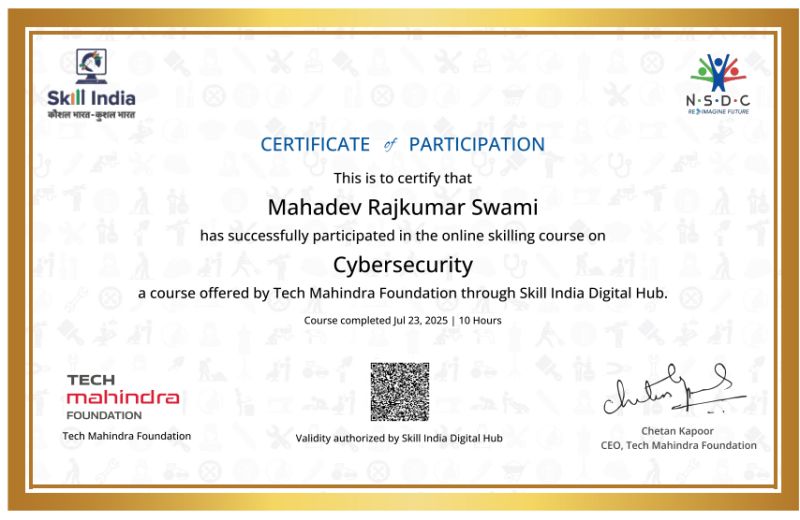 Skill India
कौशल भारत-कुशल भारत
N·S·D·C
RE IMAGINE FUTURE
CERTIFICATE of PARTICIPATION
This is to certify that
Mahadev Rajkumar Swami
has successfully participated in the online skilling course on
Cybersecurity
a course offered by Tech Mahindra Foundation through Skill India Digital Hub.
Course completed Jul 23, 2025 | 10 Hours
TECH
mahindra
FOUNDATION
Tech Mahindra Foundation
Validity authorized by Skill India Digital Hub
Chetan Kapoor
CEO, Tech Mahindra Foundation